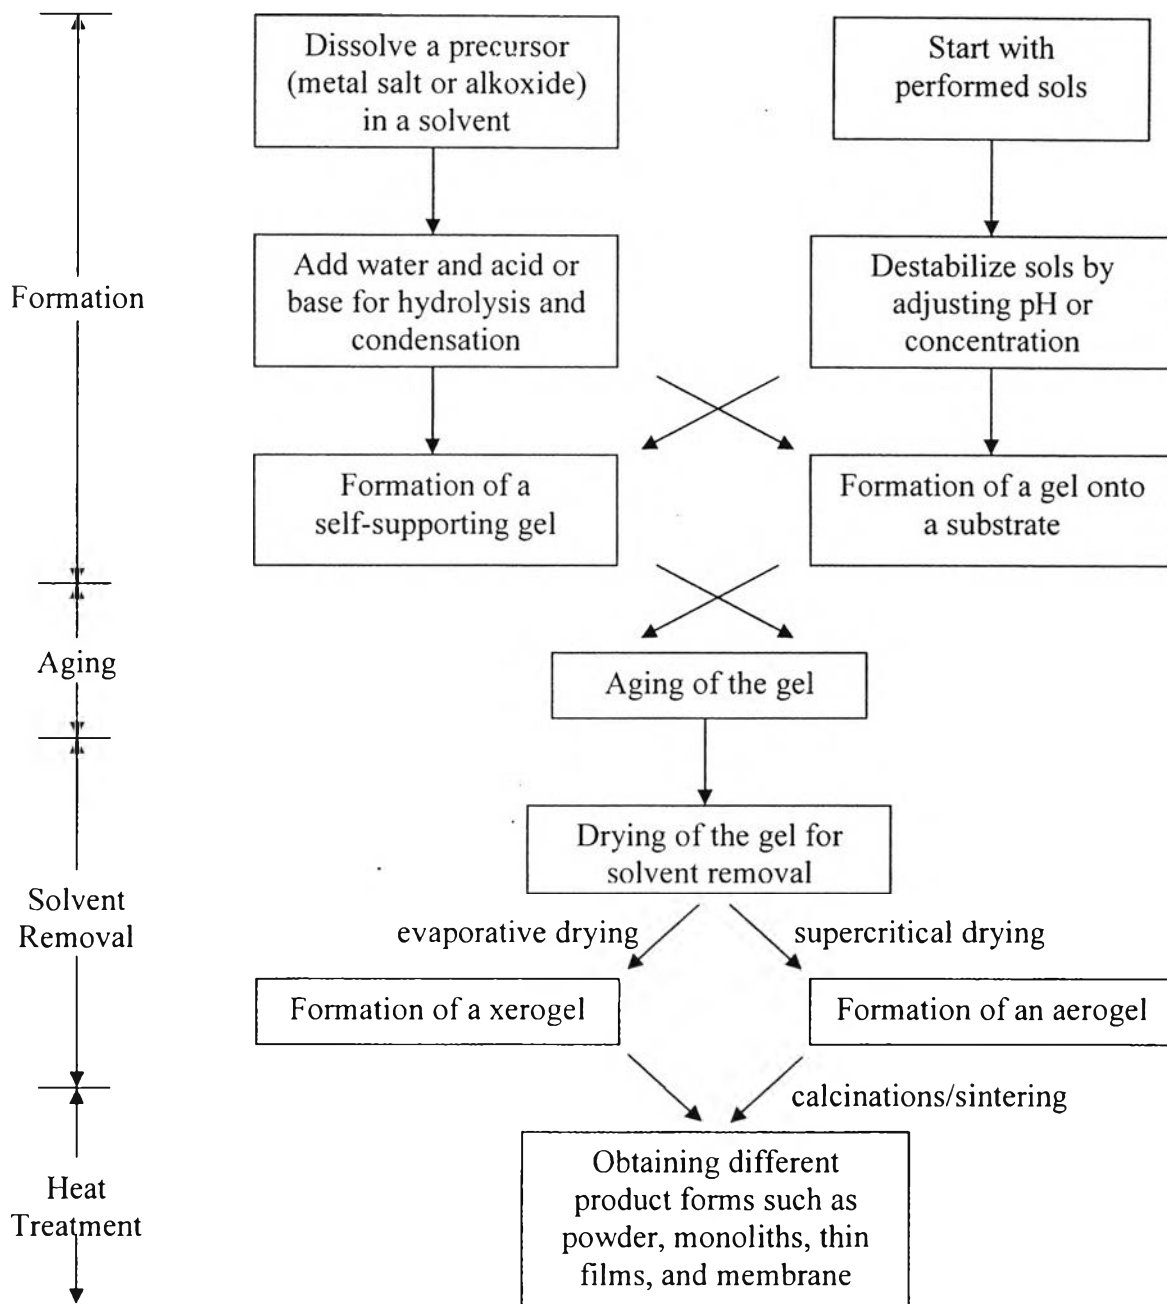 Dissolve a precursor
(metal salt or alkoxide)
in a solvent
Start with
performed sols
Formation
Add water and acid or
base for hydrolysis and
condensation
Destabilize sols by
adjusting pH or
concentration
Formation of a
self-supporting gel
Formation of a gel onto
a substrate
Aging
Aging of the gel
Solvent
Removal
Drying of the gel for
solvent removal
evaporative drying
supercritical drying
Formation of a xerogel
Formation of an aerogel
calcinations/sintering
Heat
Treatment
Obtaining different
product forms such as
powder, monoliths, thin
films, and membrane